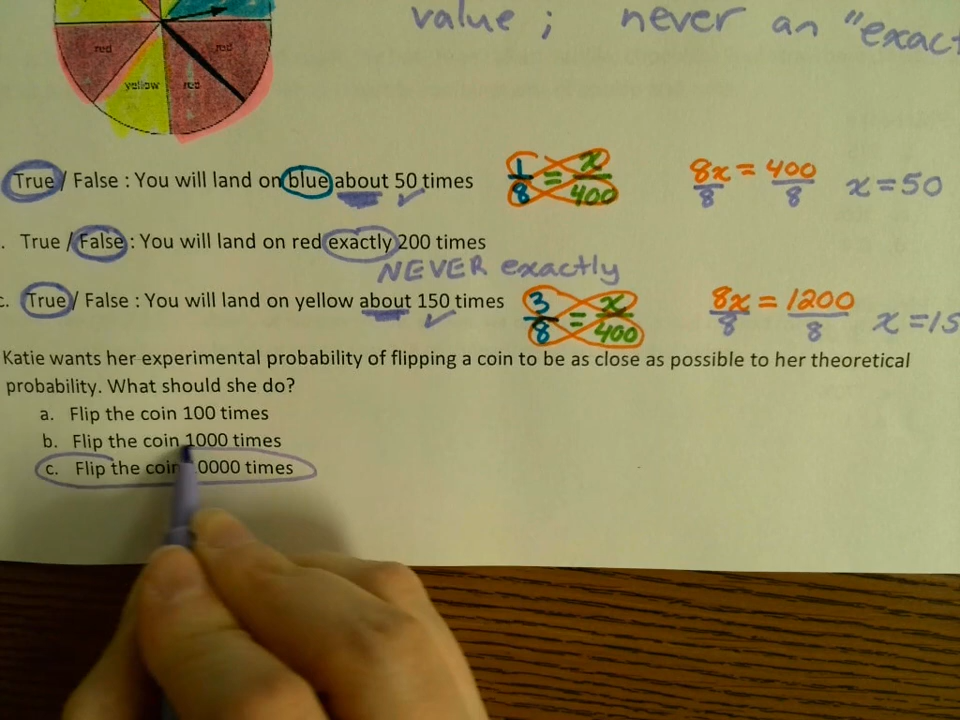 value ; never an "exact
red red
yellow red
True / False : You will land on blue about 50 times ✓ 1/8 = x/400 8x/8 = 400/8 x = 50
. True / False : You will land on red exactly 200 times
NEVER exactly
c. True / False : You will land on yellow about 150 times ✓ 3/8 = x/400 8x/8 = 1200/8 x = 15
Katie wants her experimental probability of flipping a coin to be as close as possible to her theoretical
probability. What should she do?
a. Flip the coin 100 times
b. Flip the coin 1000 times
c. Flip the coin 0000 times